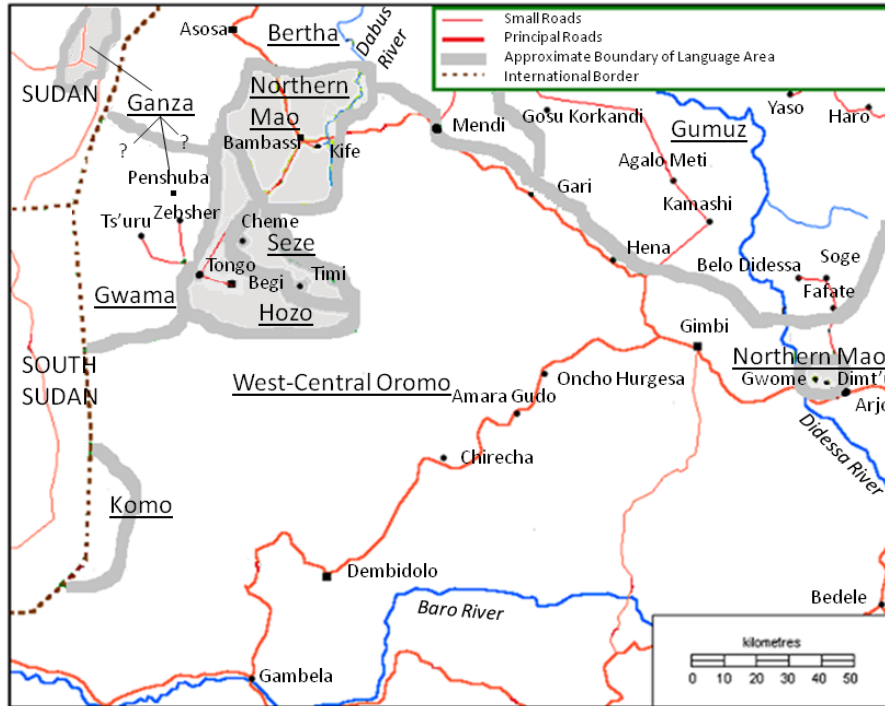 Small Roads
Principal Roads
Approximate Boundary of Language Area
International Border
Asosa
Bertha
Dabus
River
SUDAN
Ganza
?
?
Northern
Mao
Bambassi
Kife
Mendi
Gosu Korkandi
Gumuz
Yaso
Haro
Agalo Meti
Penshuba
Zebsher
Ts'uru
Cheme
Gari
Kamashi
Seze
Hena
Tongo
Begi
Timi
Belo Didessa
Soge
Fafate
Gwama
Hozo
Gimbi
SOUTH
SUDAN
West-Central Oromo
Oncho Hurgesa
Northern Mao
Gwome
Dimt'u
Arjo
Amara Gudo
Didessa River
Chirecha
Komo
Dembidolo
Baro River
Bedele
kilometres
0 10 20 30 40 50
Gambela